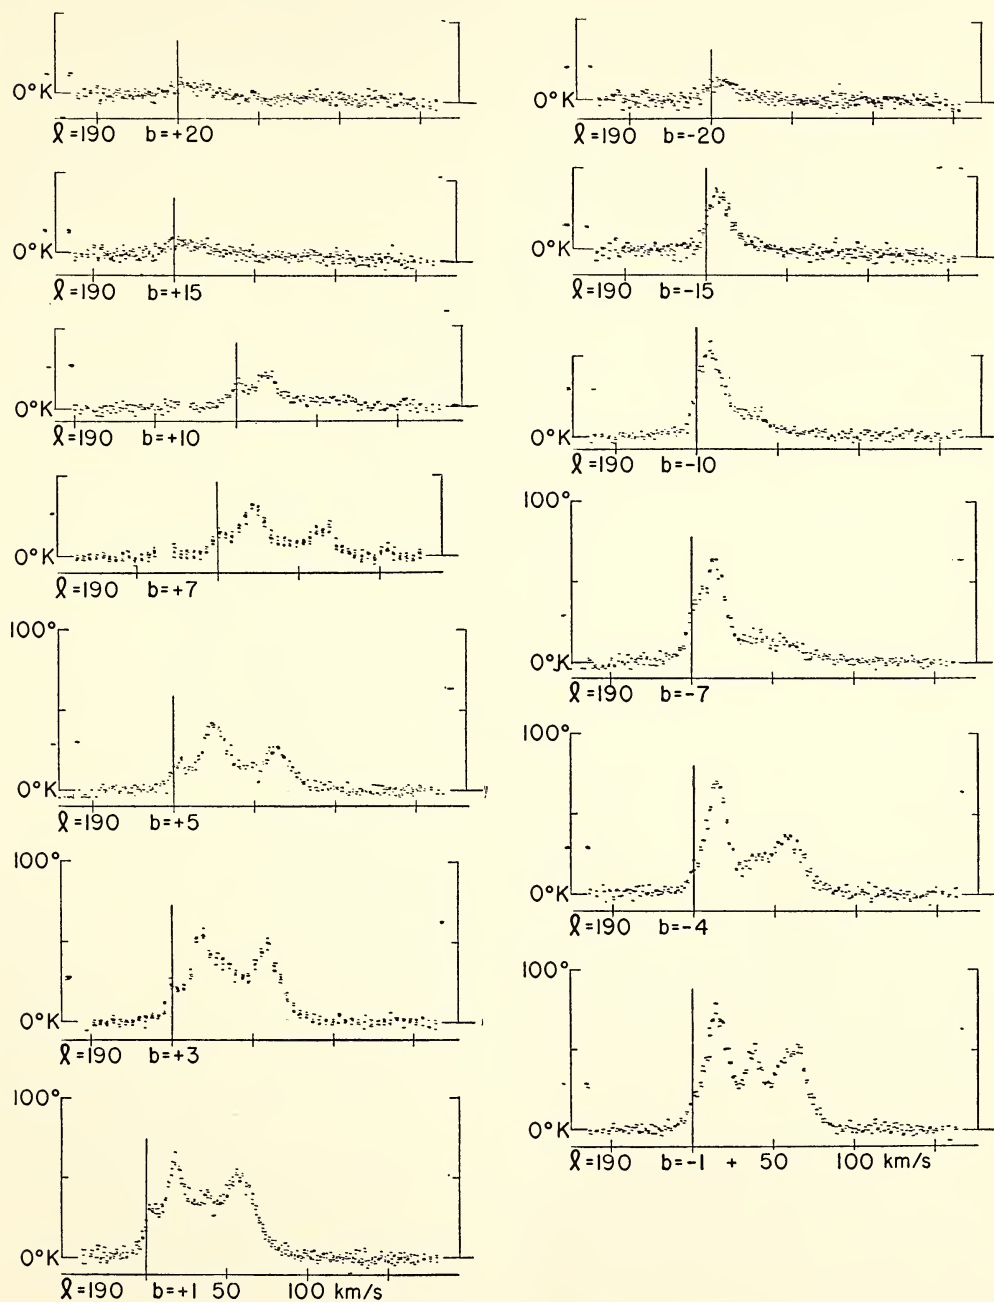 0°K
ℓ=190 b=+20
0°K
ℓ=190 b=+15
0°K
ℓ=190 b=+10
0°K
ℓ=190 b=+7
100°
0°K
ℓ=190 b=+5
100°
0°K
ℓ=190 b=+3
100°
0°K
ℓ=190 b=+1 50 100 km/s
0°K
ℓ=190 b=-20
0°K
ℓ=190 b=-15
0°K
ℓ=190 b=-10
100°
0°K
ℓ=190 b=-7
100°
0°K
ℓ=190 b=-4
100°
0°K
ℓ=190 b=-1 + 50 100 km/s